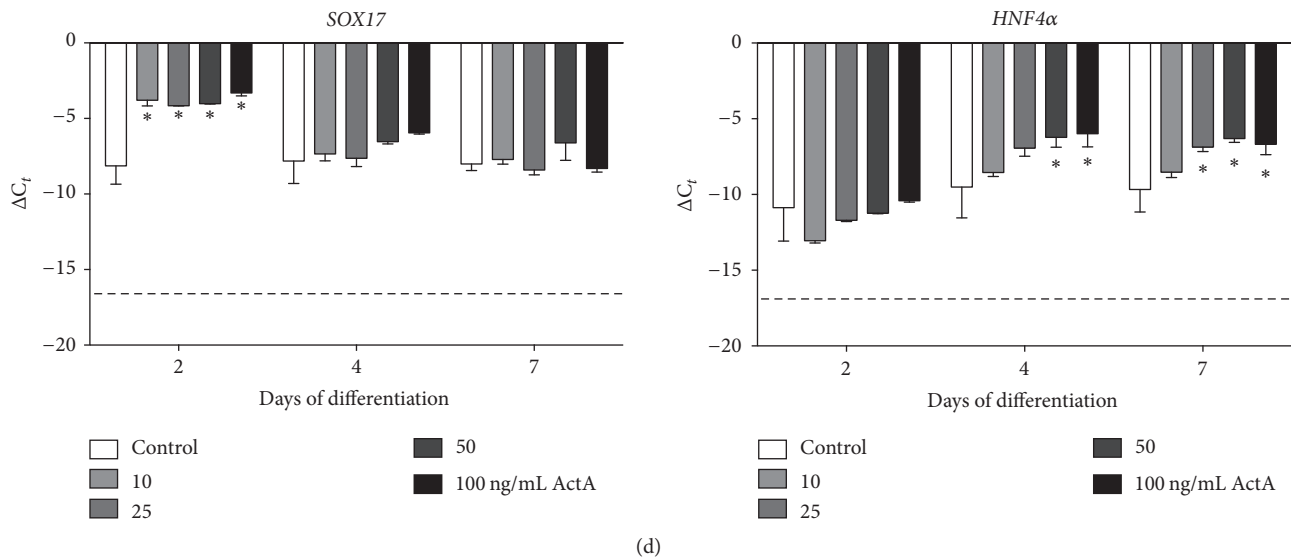 SOX17
0
−5
−10
−15
−20
ΔCt
* * * *
2 4 7
Days of differentiation
Control
10
25
50
100 ng/mL ActA
HNF4α
0
−5
−10
−15
−20
ΔCt
* * * * *
2 4 7
Days of differentiation
Control
10
25
50
100 ng/mL ActA
(d)